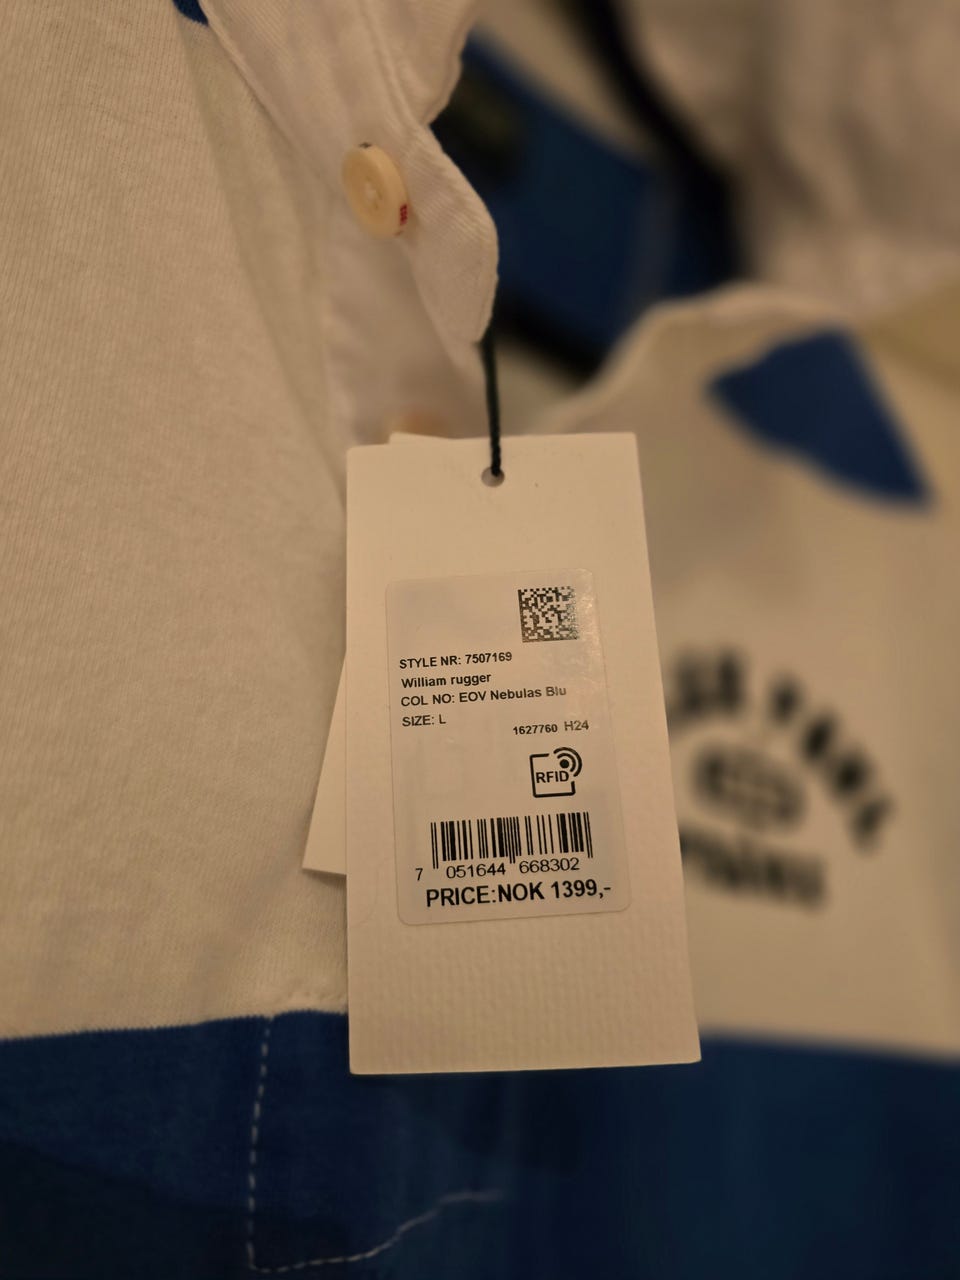 STYLE NR: 7507169
William rugger
COL NO: EOV Nebulas Blu
SIZE: L
1627760 H24
RFID
7 051644 668302
PRICE:NOK 1399,-